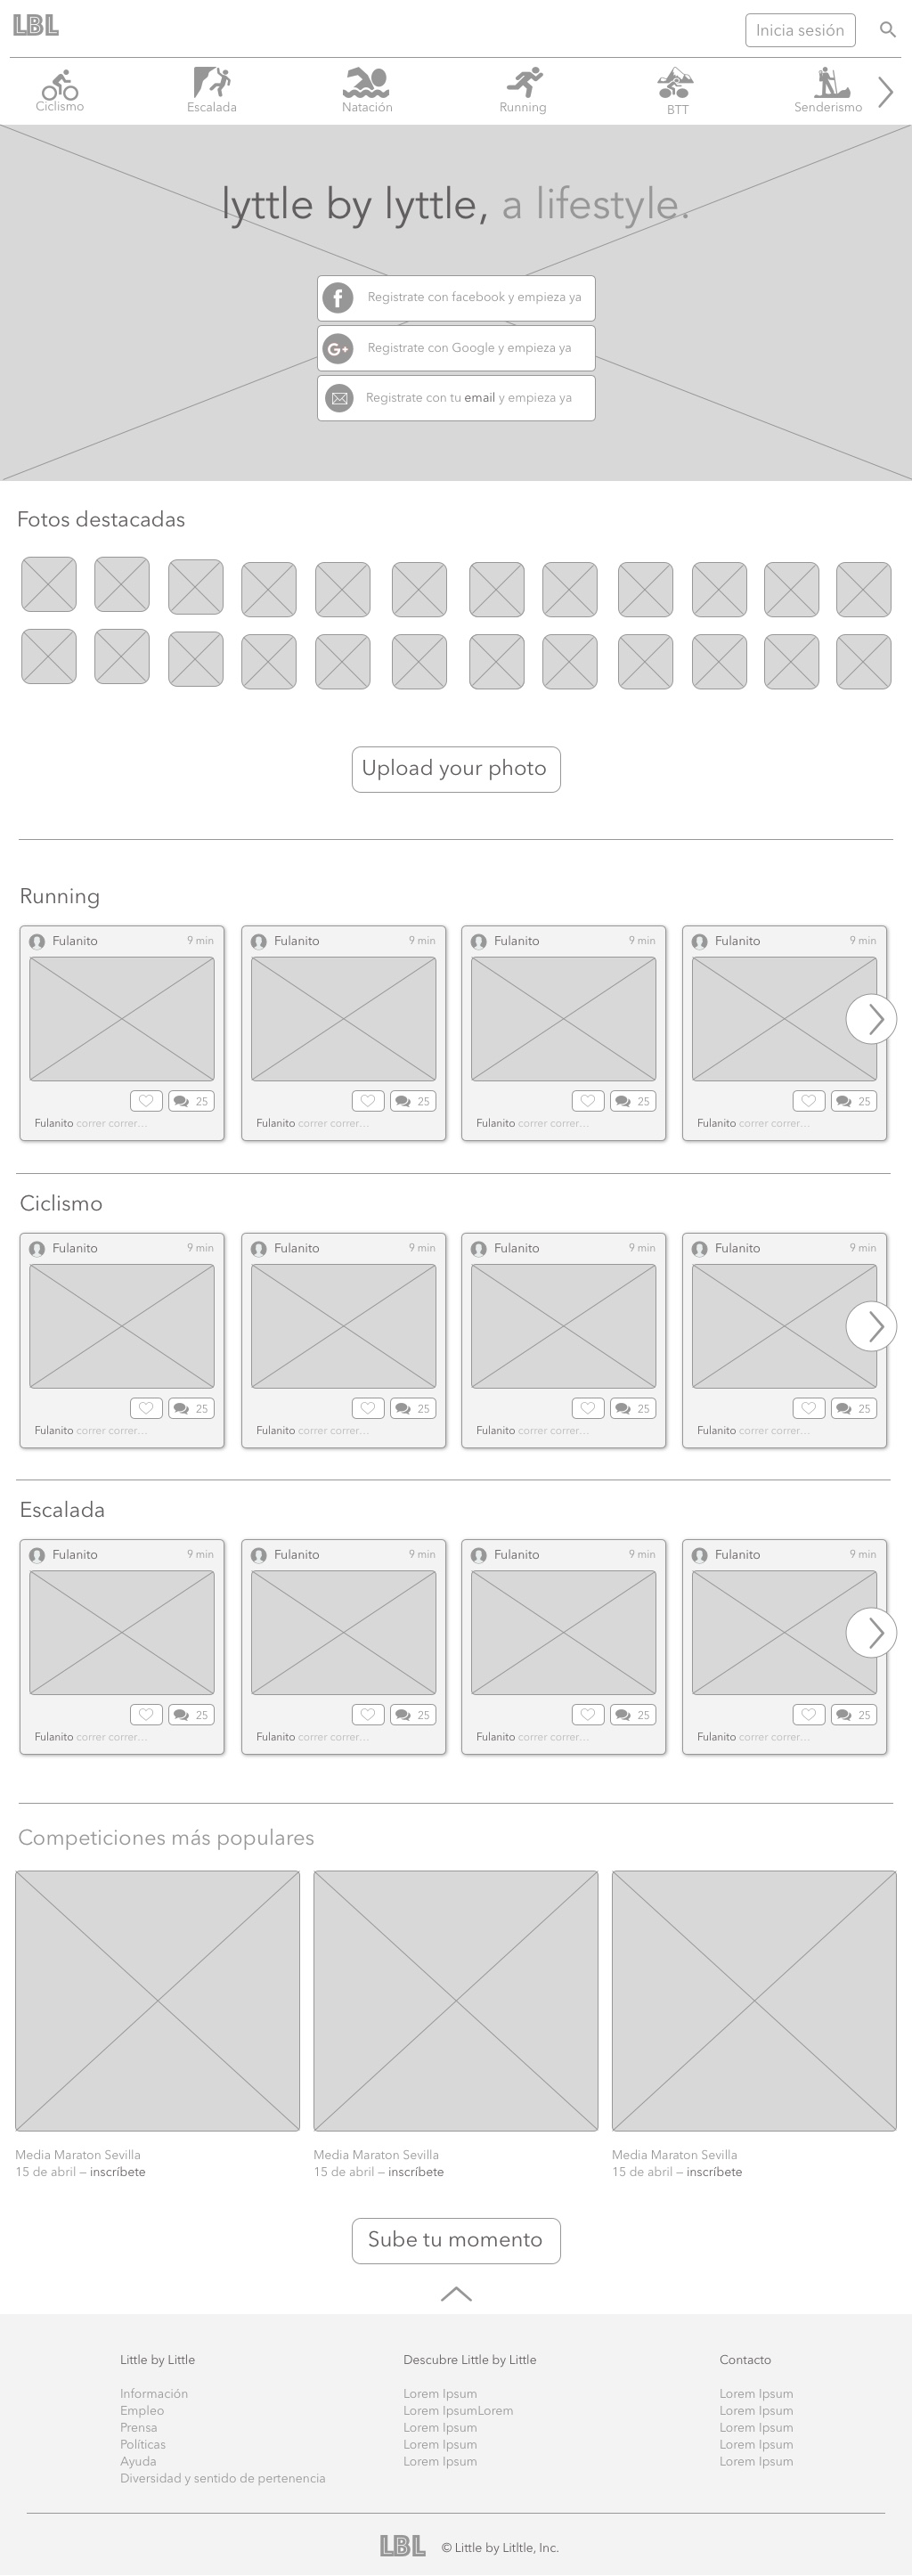 LBL
Inicia sesión
Ciclismo
Escalada
Natación
Running
BTT
Senderismo
lyttle by lyttle, a lifestyle.
Registrate con facebook y empieza ya
Registrate con Google y empieza ya
Registrate con tu email y empieza ya
Fotos destacadas
Upload your photo
Running
Fulanito 9 min
Fulanito 9 min
Fulanito 9 min
Fulanito 9 min
25
25
25
25
Fulanito correr correr...
Fulanito correr correr...
Fulanito correr correr...
Fulanito correr correr...
Ciclismo
Fulanito 9 min
Fulanito 9 min
Fulanito 9 min
Fulanito 9 min
25
25
25
25
Fulanito correr correr...
Fulanito correr correr...
Fulanito correr correr...
Fulanito correr correr...
Escalada
Fulanito 9 min
Fulanito 9 min
Fulanito 9 min
Fulanito 9 min
25
25
25
25
Fulanito correr correr...
Fulanito correr correr...
Fulanito correr correr...
Fulanito correr correr...
Competiciones más populares
Media Maraton Sevilla
15 de abril – inscríbete
Media Maraton Sevilla
15 de abril – inscríbete
Media Maraton Sevilla
15 de abril – inscríbete
Sube tu momento
Little by Little
Información
Empleo
Prensa
Políticas
Ayuda
Diversidad y sentido de pertenencia
Descubre Little by Little
Lorem Ipsum
Lorem IpsumLorem
Lorem Ipsum
Lorem Ipsum
Lorem Ipsum
Contacto
Lorem Ipsum
Lorem Ipsum
Lorem Ipsum
Lorem Ipsum
Lorem Ipsum
LBL © Little by Litltle, Inc.